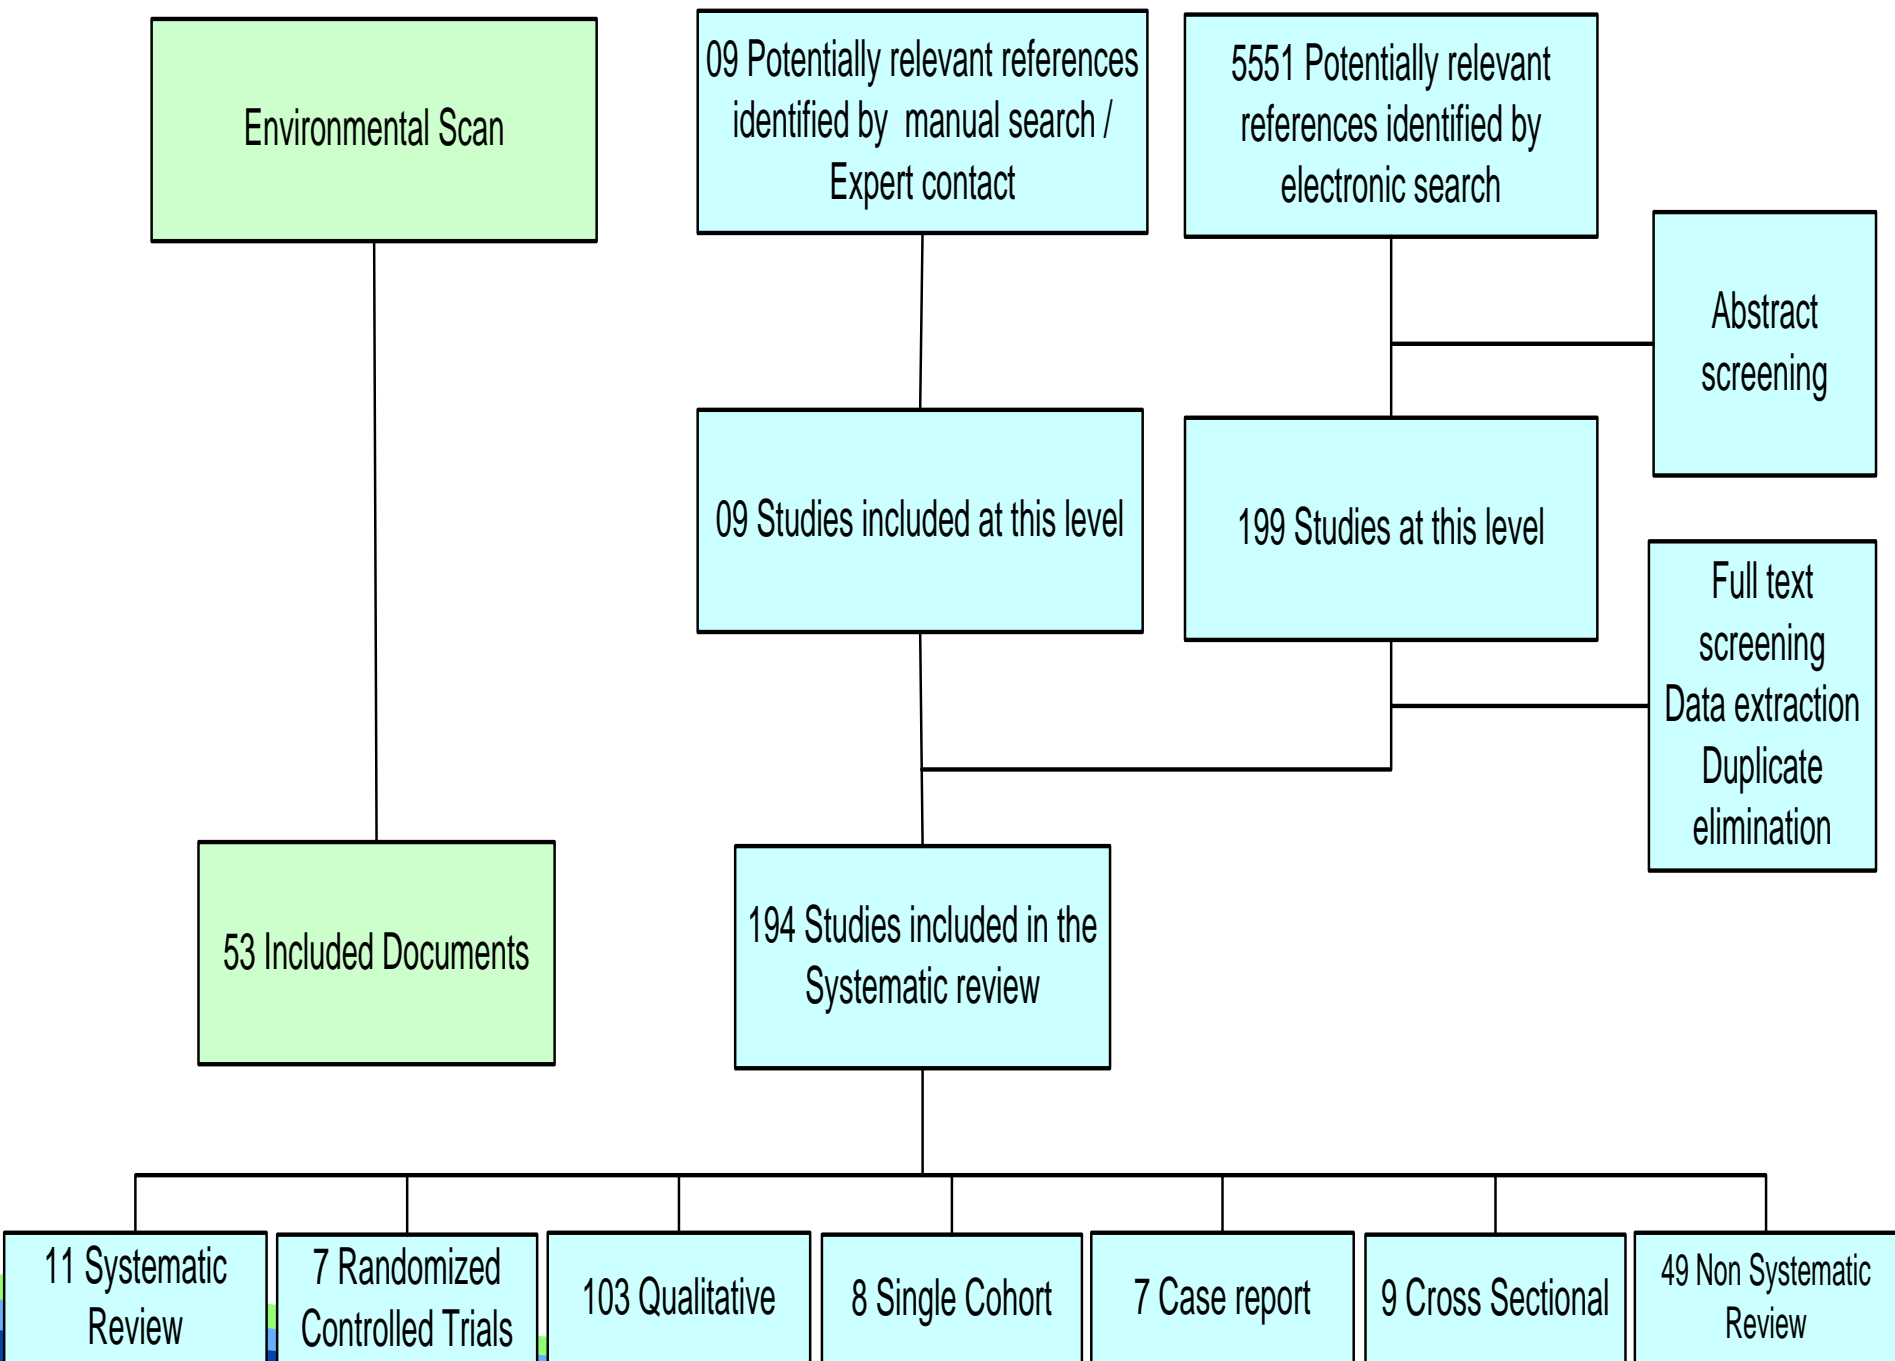 Environmental Scan
09 Potentially relevant references
identified by manual search /
Expert contact
5551 Potentially relevant
references identified by
electronic search
Abstract
screening
09 Studies included at this level
199 Studies at this level
Full text
screening
Data extraction
Duplicate
elimination
53 Included Documents
194 Studies included in the
Systematic review
11 Systematic
Review
7 Randomized
Controlled Trials
103 Qualitative
8 Single Cohort
7 Case report
9 Cross Sectional
49 Non Systematic
Review